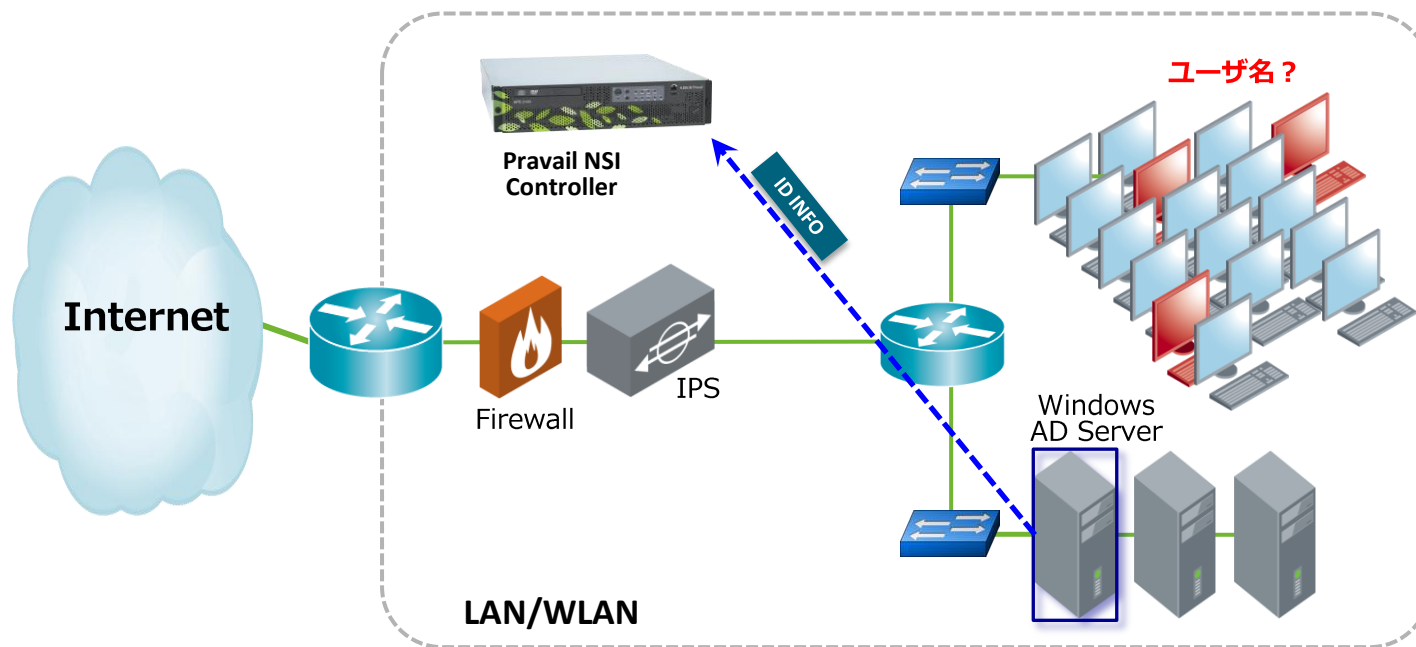 ユーザ名？
Pravail NSI
Controller
ID INFO
Internet
IPS
Firewall
Windows
AD Server
LAN/WLAN